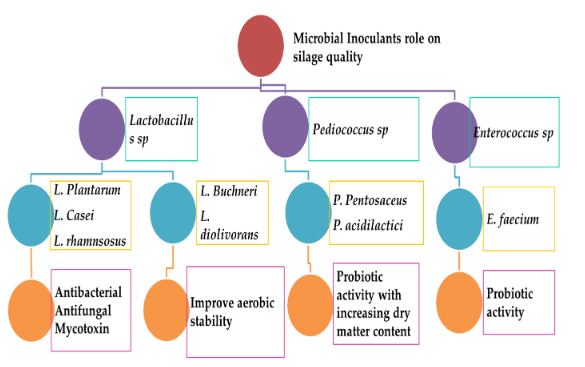 Microbial Inoculants role on
silage quality
Lactobacillu
s sp
Pediococcus sp
Enterococcus sp
L. Plantarum
L. Casei
L. rhamnsosus
L. Buchneri
L.
diolivorans
P. Pentosaceus
P. acidilactici
E. faecium
Antibacterial
Antifungal
Mycotoxin
Improve aerobic
stability
Probiotic
activity with
increasing dry
matter content
Probiotic
activity